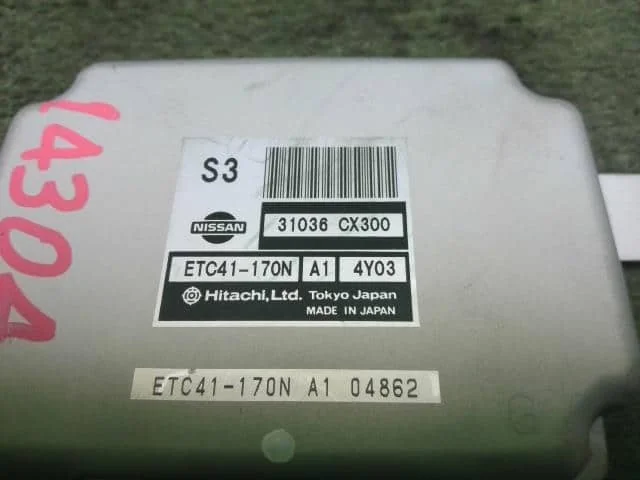 14304
S3
NISSAN
31036 CX300
ETC41-170N A1 4Y03
Hitachi, Ltd. Tokyo Japan
MADE IN JAPAN
ETC41-170N A1 04862
G